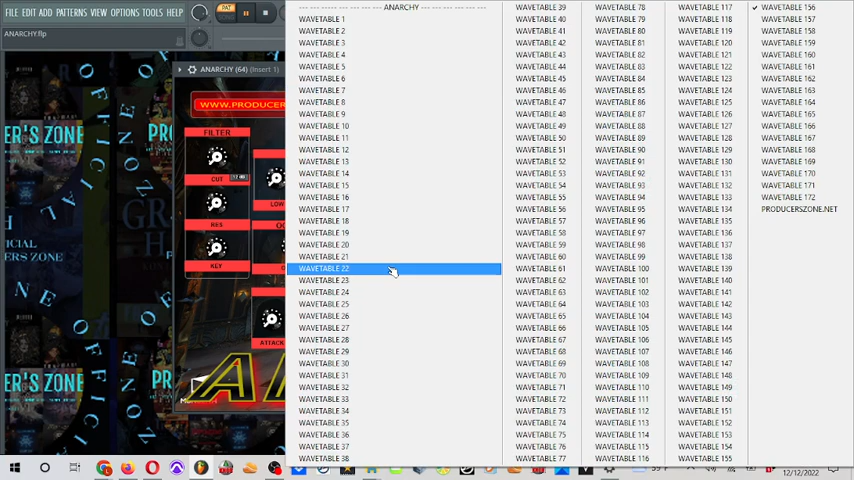 FILE EDIT ADD PATTERNS VIEW OPTIONS TOOLS HELP
PAT
SONG
ANARCHY.flp
ANARCHY (64) (Insert 1)
WWW.PRODUCER
FILTER
CUT
RES
KEY
LOW
ATTACK
OFFICIAL
ZONE
--- ---- ---- --- --- --- --- ANARCHY --- --- --- --- --- --- ---
WAVETABLE 1
WAVETABLE 2
WAVETABLE 3
WAVETABLE 4
WAVETABLE 5
WAVETABLE 6
WAVETABLE 7
WAVETABLE 8
WAVETABLE 9
WAVETABLE 10
WAVETABLE 11
WAVETABLE 12
WAVETABLE 13
WAVETABLE 14
WAVETABLE 15
WAVETABLE 16
WAVETABLE 17
WAVETABLE 18
WAVETABLE 19
WAVETABLE 20
WAVETABLE 21
WAVETABLE 22
WAVETABLE 23
WAVETABLE 24
WAVETABLE 25
WAVETABLE 26
WAVETABLE 27
WAVETABLE 28
WAVETABLE 29
WAVETABLE 30
WAVETABLE 31
WAVETABLE 32
WAVETABLE 33
WAVETABLE 34
WAVETABLE 35
WAVETABLE 36
WAVETABLE 37
WAVETABLE 38
WAVETABLE 39
WAVETABLE 40
WAVETABLE 41
WAVETABLE 42
WAVETABLE 43
WAVETABLE 44
WAVETABLE 45
WAVETABLE 46
WAVETABLE 47
WAVETABLE 48
WAVETABLE 49
WAVETABLE 50
WAVETABLE 51
WAVETABLE 52
WAVETABLE 53
WAVETABLE 54
WAVETABLE 55
WAVETABLE 56
WAVETABLE 57
WAVETABLE 58
WAVETABLE 59
WAVETABLE 60
WAVETABLE 61
WAVETABLE 62
WAVETABLE 63
WAVETABLE 64
WAVETABLE 65
WAVETABLE 66
WAVETABLE 67
WAVETABLE 68
WAVETABLE 69
WAVETABLE 70
WAVETABLE 71
WAVETABLE 72
WAVETABLE 73
WAVETABLE 74
WAVETABLE 75
WAVETABLE 76
WAVETABLE 77
WAVETABLE 78
WAVETABLE 79
WAVETABLE 80
WAVETABLE 81
WAVETABLE 82
WAVETABLE 83
WAVETABLE 84
WAVETABLE 85
WAVETABLE 86
WAVETABLE 87
WAVETABLE 88
WAVETABLE 89
WAVETABLE 90
WAVETABLE 91
WAVETABLE 92
WAVETABLE 93
WAVETABLE 94
WAVETABLE 95
WAVETABLE 96
WAVETABLE 97
WAVETABLE 98
WAVETABLE 99
WAVETABLE 100
WAVETABLE 101
WAVETABLE 102
WAVETABLE 103
WAVETABLE 104
WAVETABLE 105
WAVETABLE 106
WAVETABLE 107
WAVETABLE 108
WAVETABLE 109
WAVETABLE 110
WAVETABLE 111
WAVETABLE 112
WAVETABLE 113
WAVETABLE 114
WAVETABLE 115
WAVETABLE 116
WAVETABLE 117
WAVETABLE 118
WAVETABLE 119
WAVETABLE 120
WAVETABLE 121
WAVETABLE 122
WAVETABLE 123
WAVETABLE 124
WAVETABLE 125
WAVETABLE 126
WAVETABLE 127
WAVETABLE 128
WAVETABLE 129
WAVETABLE 130
WAVETABLE 131
WAVETABLE 132
WAVETABLE 133
WAVETABLE 134
WAVETABLE 135
WAVETABLE 136
WAVETABLE 137
WAVETABLE 138
WAVETABLE 139
WAVETABLE 140
WAVETABLE 141
WAVETABLE 142
WAVETABLE 143
WAVETABLE 144
WAVETABLE 145
WAVETABLE 146
WAVETABLE 147
WAVETABLE 148
WAVETABLE 149
WAVETABLE 150
WAVETABLE 151
WAVETABLE 152
WAVETABLE 153
WAVETABLE 154
WAVETABLE 155
WAVETABLE 156
WAVETABLE 157
WAVETABLE 158
WAVETABLE 159
WAVETABLE 160
WAVETABLE 161
WAVETABLE 162
WAVETABLE 163
WAVETABLE 164
WAVETABLE 165
WAVETABLE 166
WAVETABLE 167
WAVETABLE 168
WAVETABLE 169
WAVETABLE 170
WAVETABLE 171
WAVETABLE 172
PRODUCERSZONE.NET
12/12/2022